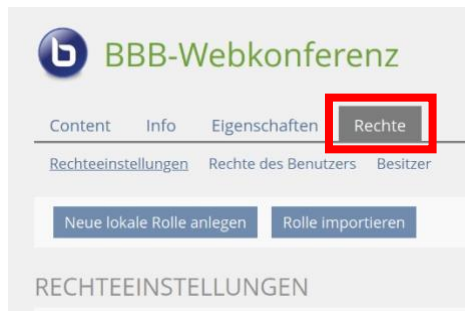 b BBB-Webkonferenz
Content Info Eigenschaften Rechte
Rechteeinstellungen Rechte des Benutzers Besitzer
Neue lokale Rolle anlegen Rolle importieren
RECHTEEINSTELLUNGEN